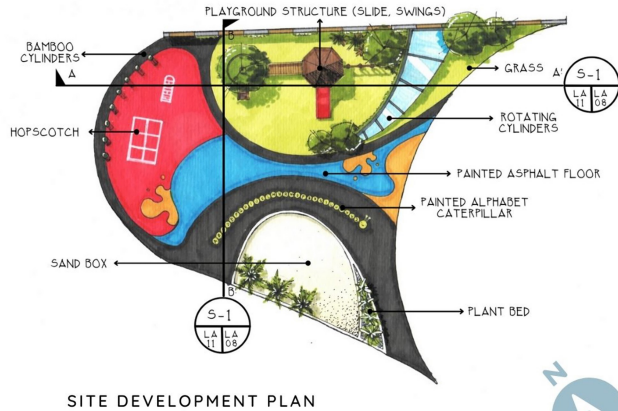 PLAYGROUND STRUCTURE (SLIDE, SWINGS)
BAMBOO
CYLINDERS
B
A
A'
GRASS
S-1
LA
11
LA
08
HOPSCOTCH
ROTATING
CYLINDERS
PAINTED ASPHALT FLOOR
PAINTED ALPHABET
CATERPILLAR
SAND BOX
B'
S-1
LA
11
LA
08
PLANT BED
N
SITE DEVELOPMENT PLAN